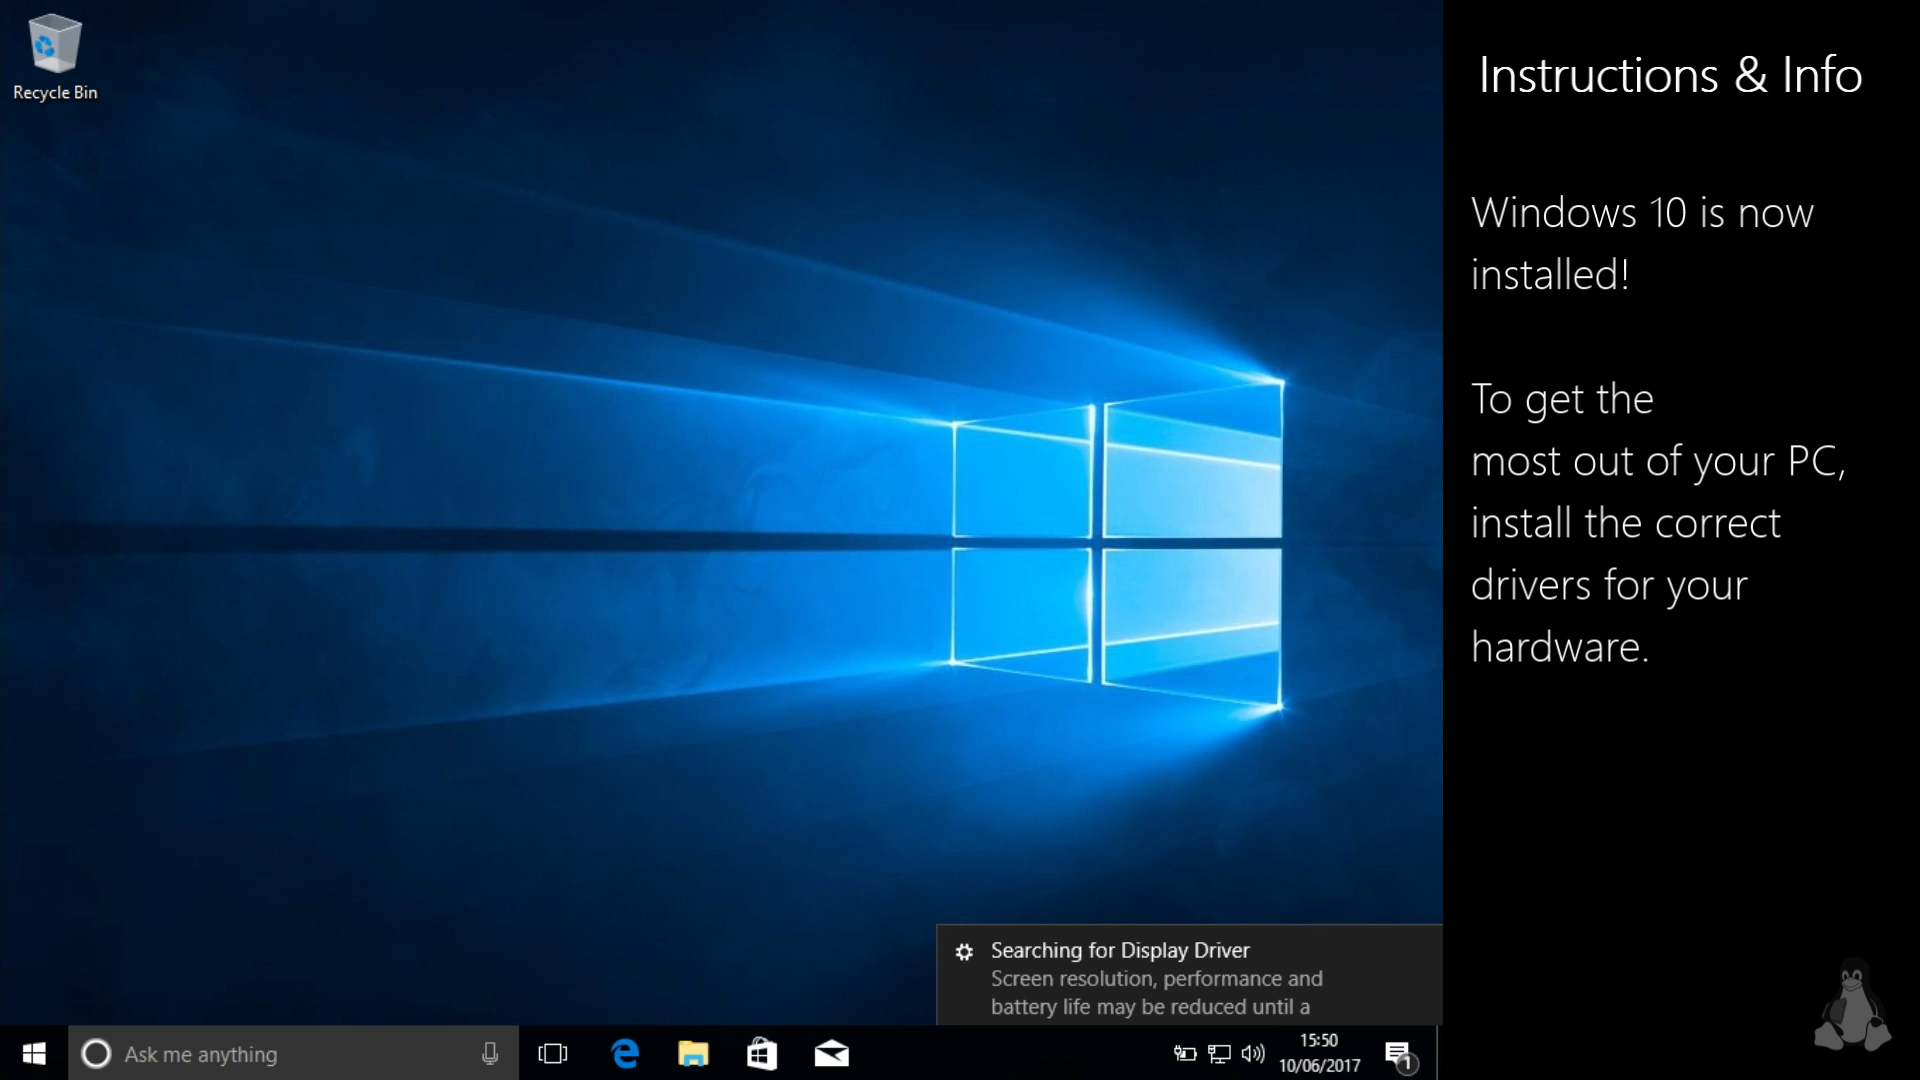 Recycle Bin
Instructions & Info
Windows 10 is now
installed!
To get the
most out of your PC,
install the correct
drivers for your
hardware.
Searching for Display Driver
Screen resolution, performance and
battery life may be reduced until a
Ask me anything
15:50
10/06/2017
1